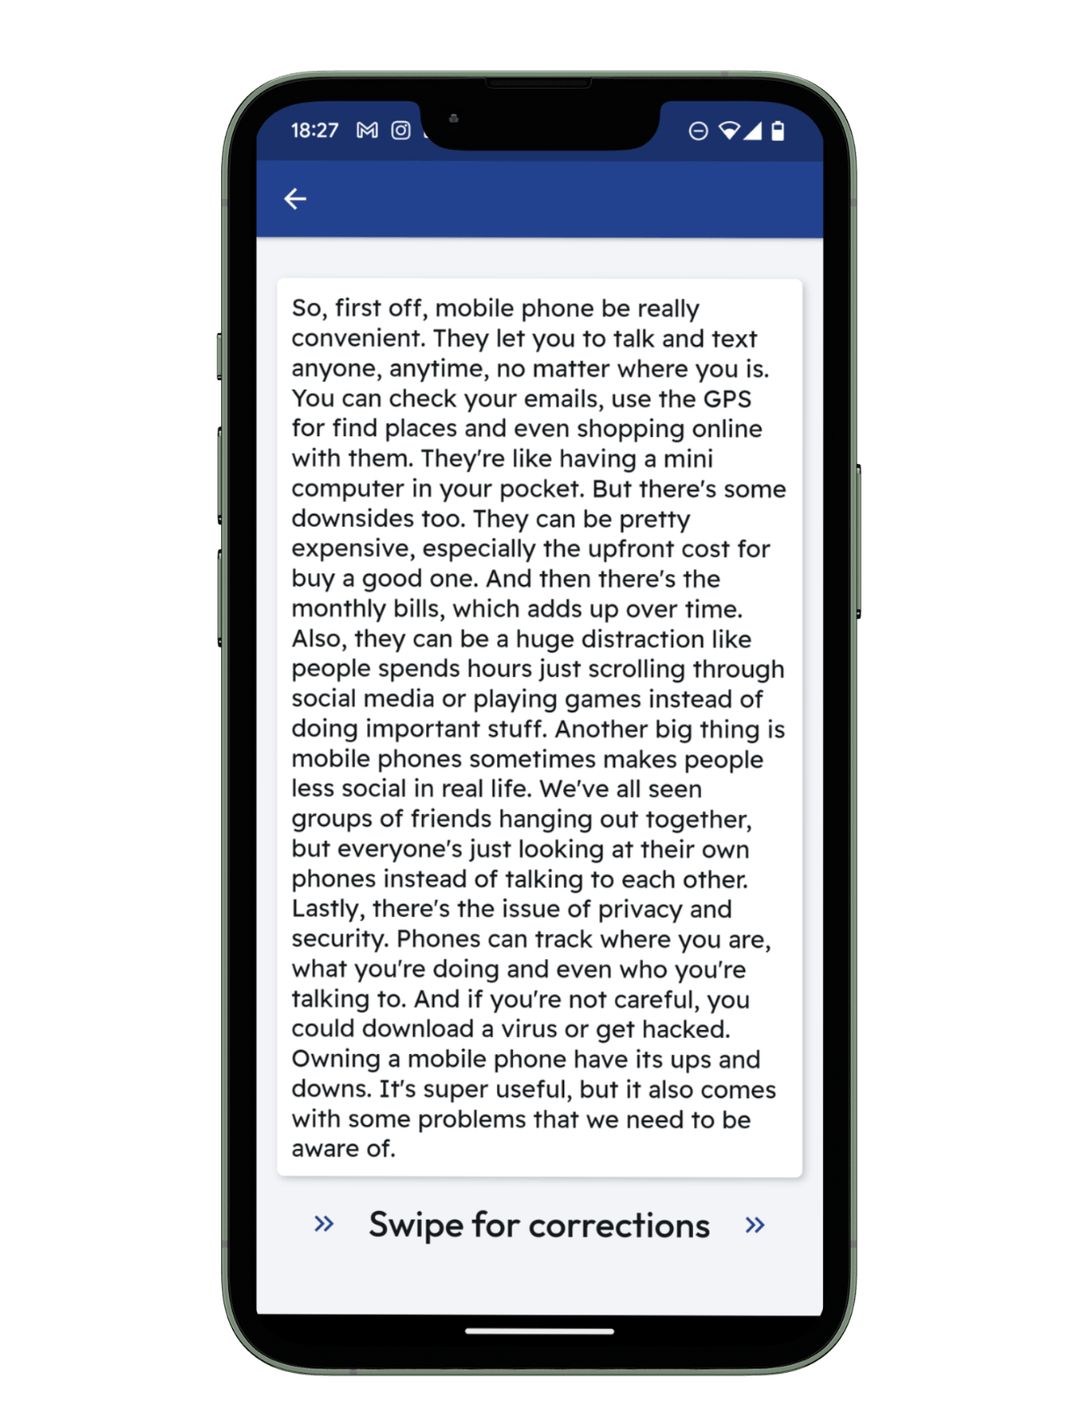 18:27
So, first off, mobile phone be really
convenient. They let you to talk and text
anyone, anytime, no matter where you is.
You can check your emails, use the GPS
for find places and even shopping online
with them. They're like having a mini
computer in your pocket. But there's some
downsides too. They can be pretty
expensive, especially the upfront cost for
buy a good one. And then there's the
monthly bills, which adds up over time.
Also, they can be a huge distraction like
people spends hours just scrolling through
social media or playing games instead of
doing important stuff. Another big thing is
mobile phones sometimes makes people
less social in real life. We've all seen
groups of friends hanging out together,
but everyone's just looking at their own
phones instead of talking to each other.
Lastly, there's the issue of privacy and
security. Phones can track where you are,
what you're doing and even who you're
talking to. And if you're not careful, you
could download a virus or get hacked.
Owning a mobile phone have its ups and
downs. It's super useful, but it also comes
with some problems that we need to be
aware of.
Swipe for corrections